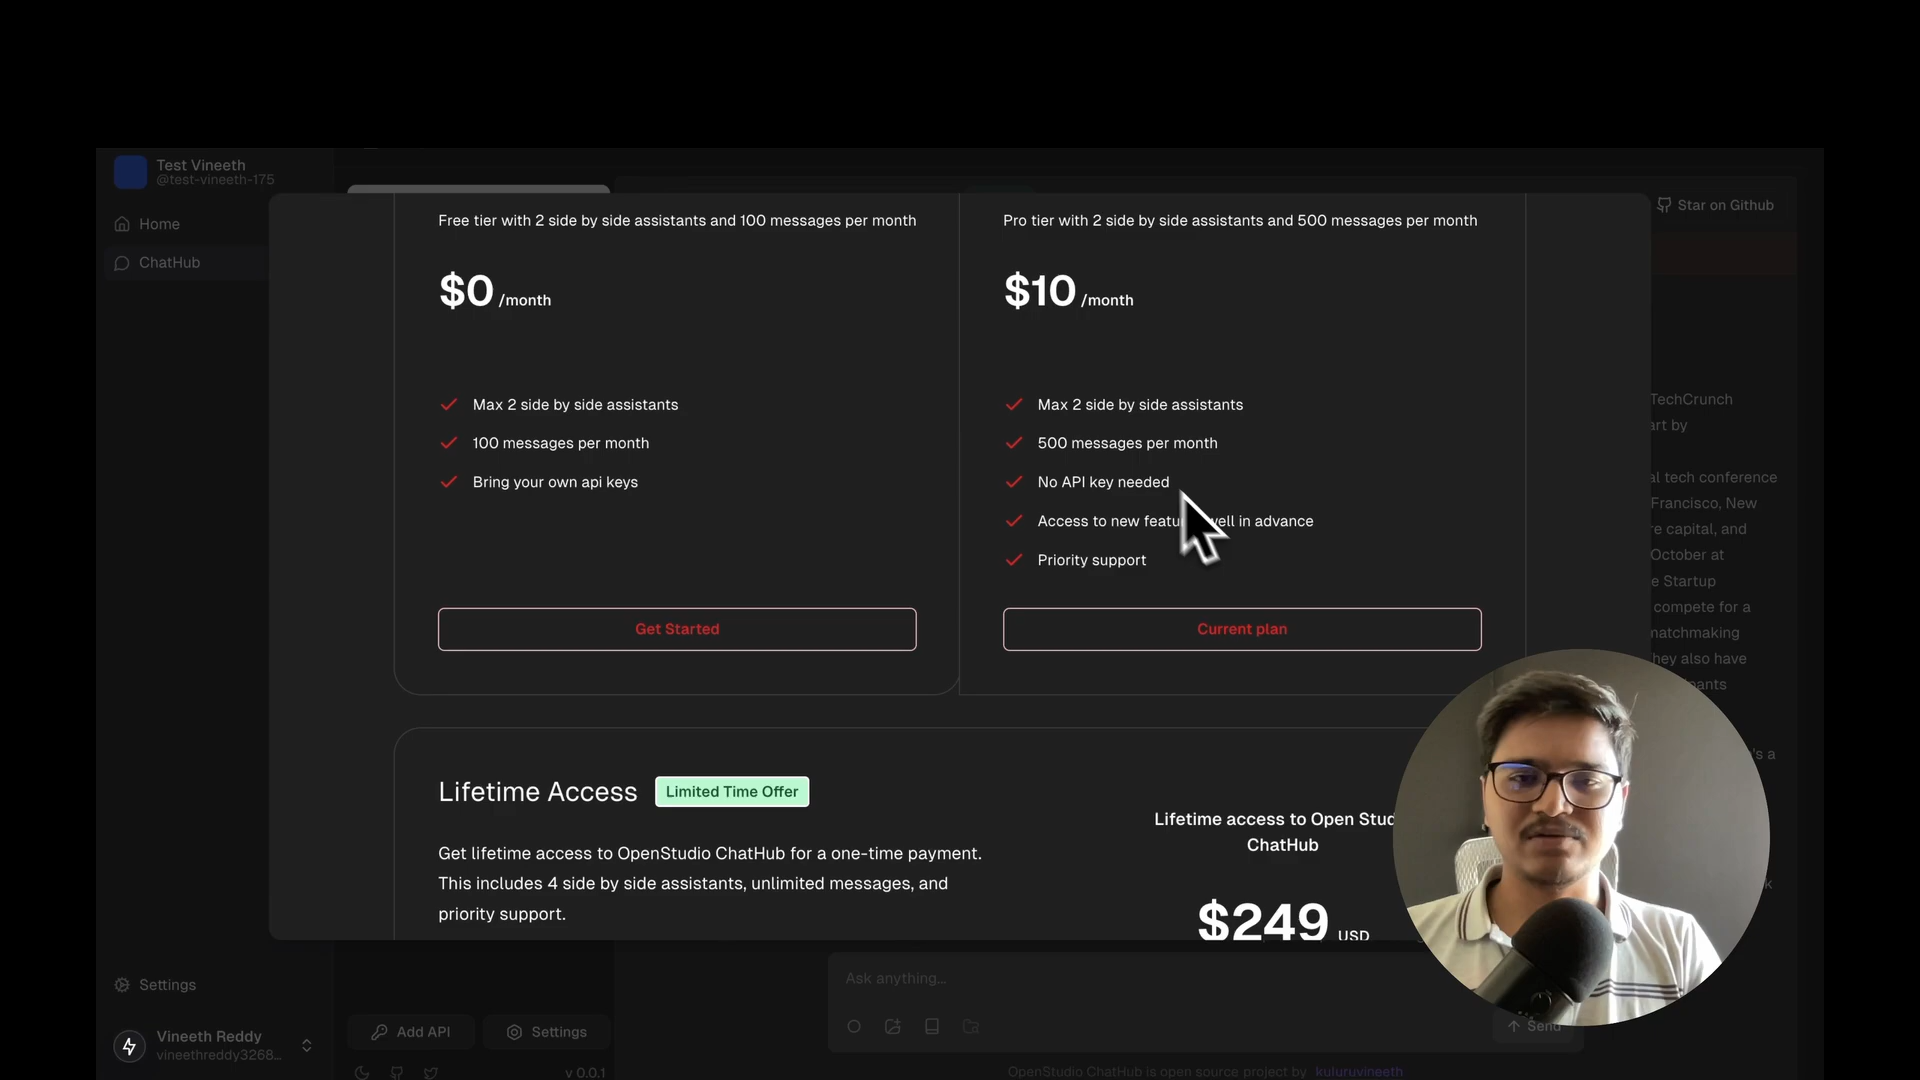 Test Vineeth
@test-vineeth-175
Home
ChatHub
Star on Github
Free tier with 2 side by side assistants and 100 messages per month
$0 /month
Max 2 side by side assistants
100 messages per month
Bring your own api keys
Get Started
Pro tier with 2 side by side assistants and 500 messages per month
$10 /month
Max 2 side by side assistants
500 messages per month
No API key needed
Access to new well in advance
Priority support
Current plan
Lifetime Access
Limited Time Offer
Get lifetime access to OpenStudio ChatHub for a one-time payment.
This includes 4 side by side assistants, unlimited messages, and
priority support.
Lifetime access to Open
ChatHub
$249 USD
TechCrunch
by
tech conference
Francisco, New
capital, and
October at
Startup
compete for a
matchmaking
they also have
a
Settings
Vineeth Reddy
vineethreddy3268...
Add API
Settings
v 0.0.1
Ask anything...
Send
OpenStudio ChatHub is open source project by kuluruvineeth